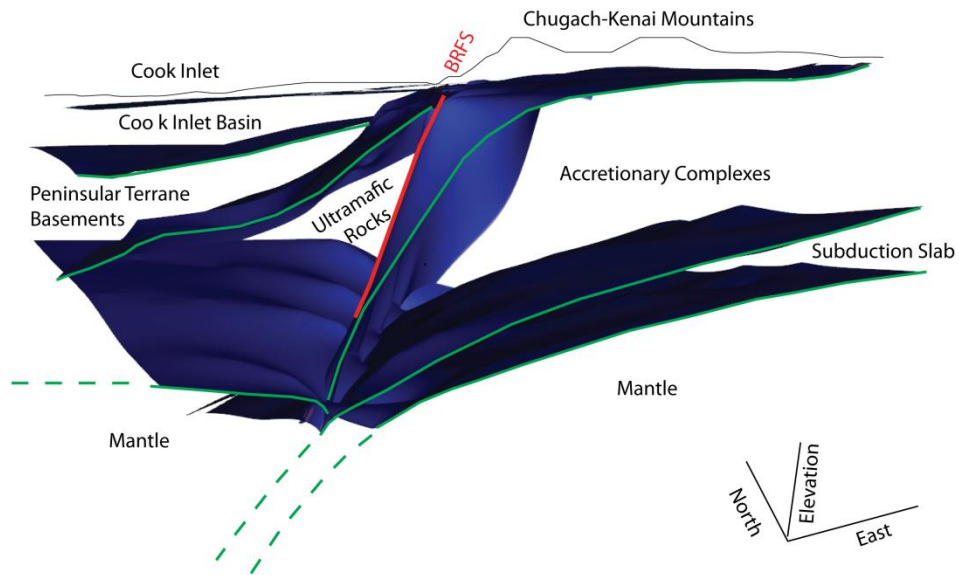 Chugach-Kenai Mountains
BRFS
Cook Inlet
Coo k Inlet Basin
Peninsular Terrane
Basements
Ultramafic
Rocks
Accretionary Complexes
Subduction Slab
Mantle
Mantle
North
Elevation
East